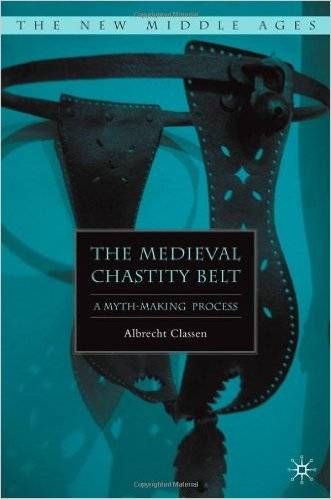 THE NEW MIDDLE AGES
THE MEDIEVAL
CHASTITY BELT
A MYTH-MAKING PROCESS
Albrecht Classen